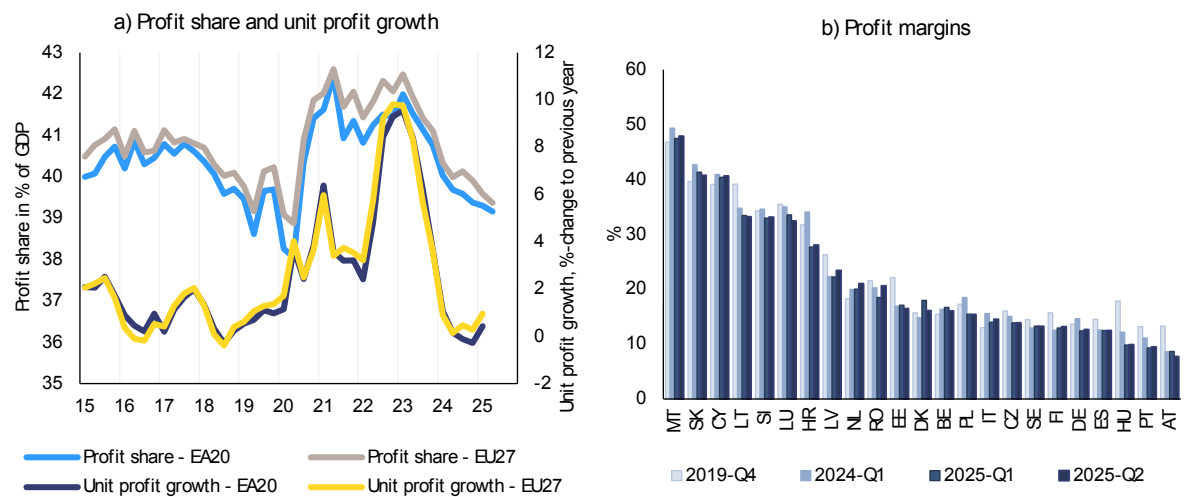 a) Profit share and unit profit growth
Profit share in % of GDP
43
42
41
40
39
38
37
36
35
12
10
8
6
4
2
0
-2
Unit profit growth, %-change to previous year
15 16 17 18 19 20 21 22 23 24 25
Profit share - EA20
Profit share - EU27
Unit profit growth - EA20
Unit profit growth - EU27
b) Profit margins
%
60
50
40
30
20
10
0
MT SK CY LT SI LU HR LV NL RO EE DK BE PL IT CZ SE FI DE ES HU PT AT
2019-Q4 2024-Q1 2025-Q1 2025-Q2